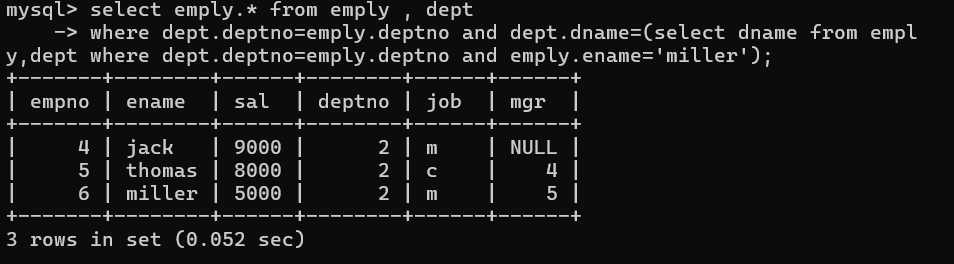 mysql> select emply.* from emply , dept
    -> where dept.deptno=emply.deptno and dept.dname=(select dname from empl
y,dept where dept.deptno=emply.deptno and emply.ename='miller');
+-------+--------+------+--------+------+------+
| empno | ename  | sal  | deptno | job  | mgr  |
+-------+--------+------+--------+------+------+
|     4 | jack   | 9000 |      2 | m    | NULL |
|     5 | thomas | 8000 |      2 | c    |    4 |
|     6 | miller | 5000 |      2 | m    |    5 |
+-------+--------+------+--------+------+------+
3 rows in set (0.052 sec)